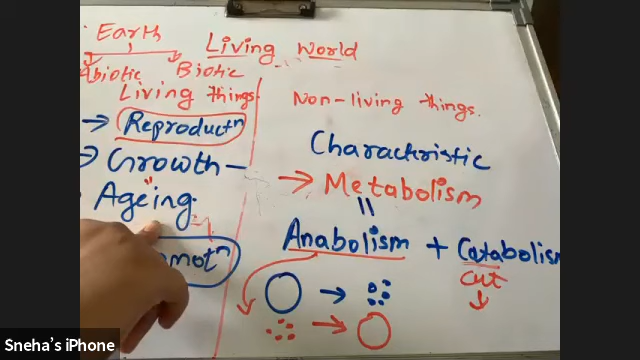 Earth
Living world
Abiotic Biotic
Living things
Non-living things.
→ Reproductⁿ
Characteristic
→ Growth –
→ Metabolism
Ageing
=
Anabolism + Catabolism
cut
Sneha's iPhone